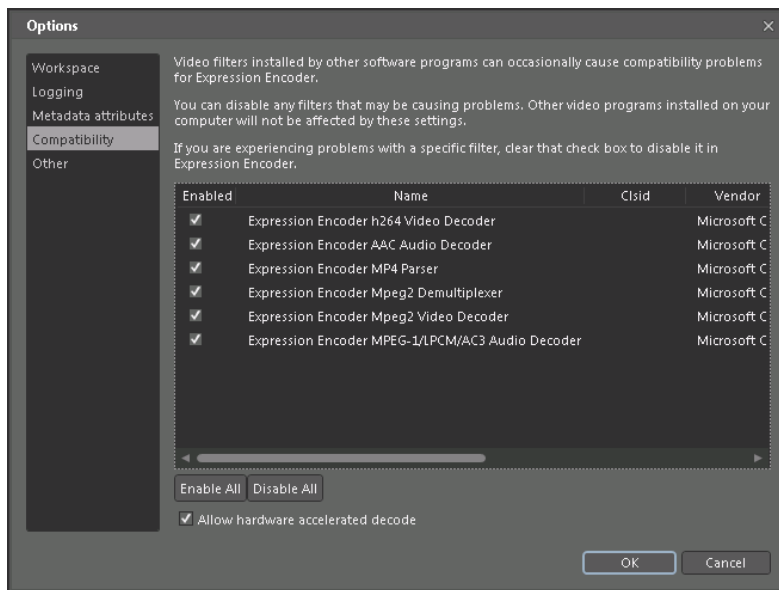 Options
Workspace
Logging
Metadata attributes
Compatibility
Other
Video filters installed by other software programs can occasionally cause compatibility problems
for Expression Encoder.
You can disable any filters that may be causing problems. Other video programs installed on your
computer will not be affected by these settings.
If you are experiencing problems with a specific filter, clear that check box to disable it in
Expression Encoder.
Enabled Name Clsid Vendor
Expression Encoder h264 Video Decoder Microsoft C
Expression Encoder AAC Audio Decoder Microsoft C
Expression Encoder MP4 Parser Microsoft C
Expression Encoder Mpeg2 Demultiplexer Microsoft C
Expression Encoder Mpeg2 Video Decoder Microsoft C
Expression Encoder MPEG-1/LPCM/AC3 Audio Decoder Microsoft C
Enable All Disable All
Allow hardware accelerated decode
OK Cancel